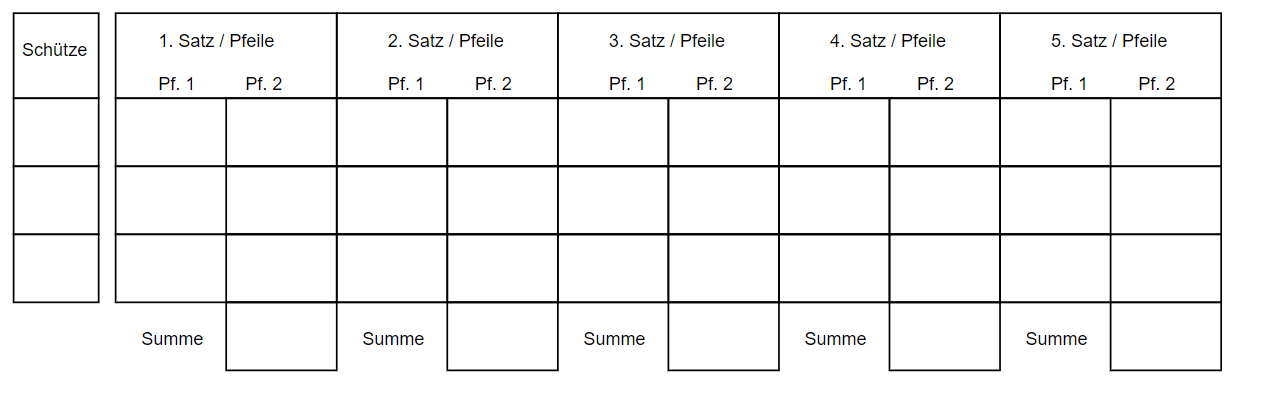 Schütze
1. Satz / Pfeile 2. Satz / Pfeile 3. Satz / Pfeile 4. Satz / Pfeile 5. Satz / Pfeile
Pf. 1 Pf. 2 Pf. 1 Pf. 2 Pf. 1 Pf. 2 Pf. 1 Pf. 2 Pf. 1 Pf. 2
Summe Summe Summe Summe Summe